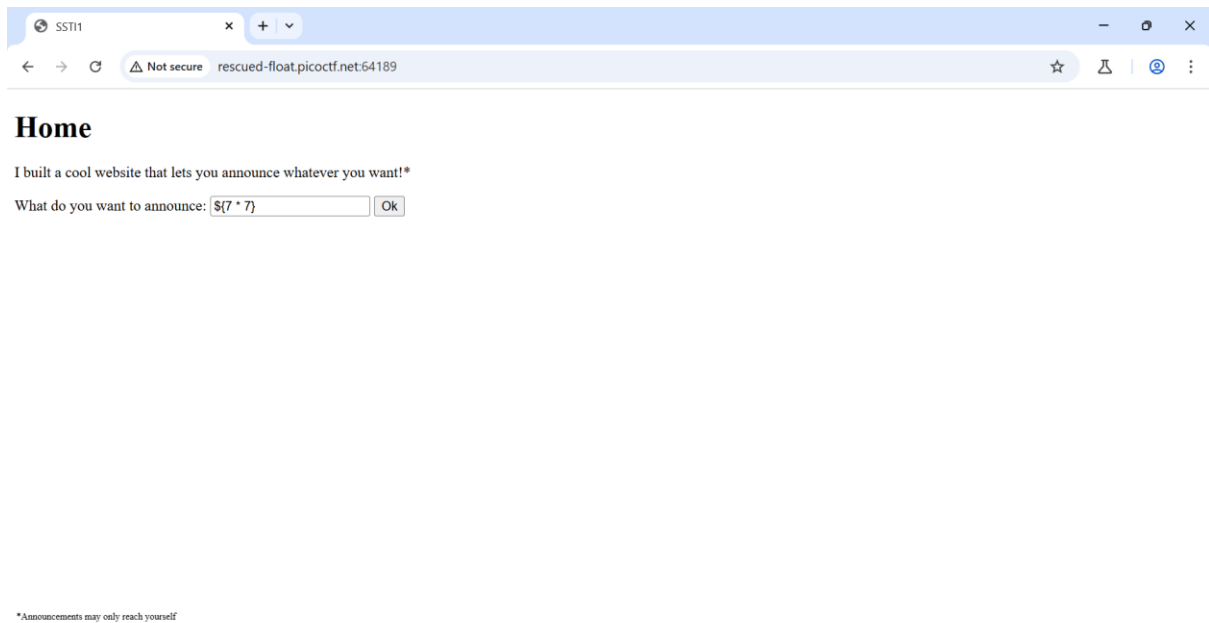 SSTI1
Not secure rescued-float.picoctf.net:64189
Home
I built a cool website that lets you announce whatever you want!*
What do you want to announce: ${7 * 7} Ok
*Announcements may only reach yourself